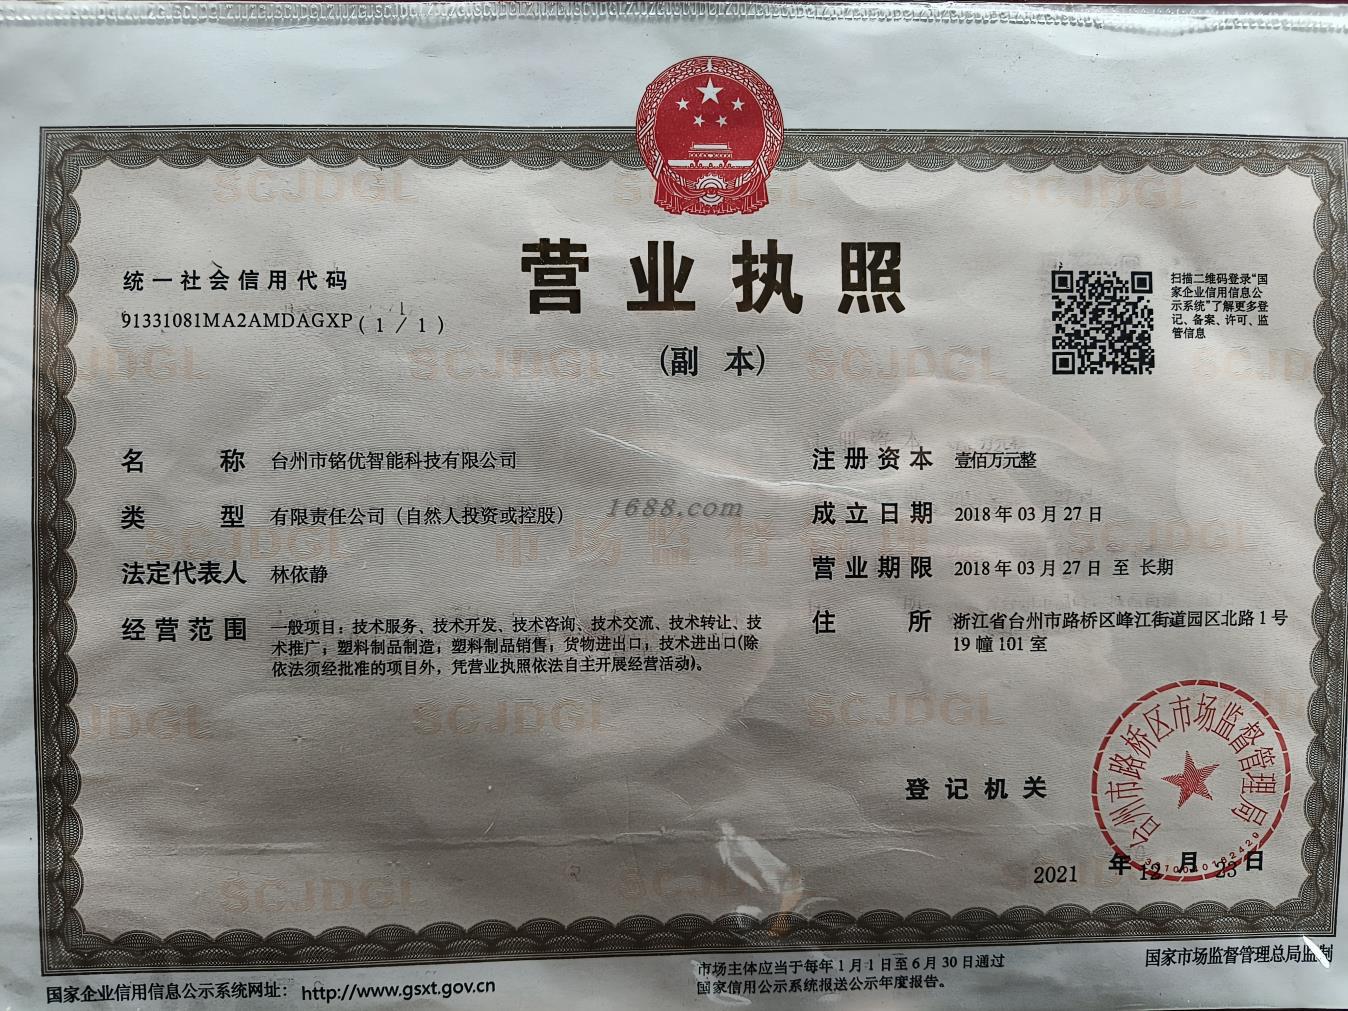 营业执照
(副 本)
统一社会信用代码
91331081MA2AMDAGXP(1/1)
扫描二维码登录“国
家企业信用信息公
示系统”了解更多登
记、备案、许可、监
管信息
名称 台州市铭优智能科技有限公司
类型 有限责任公司（自然人投资或控股）
法定代表人 林依静
经营范围 一般项目：技术服务、技术开发、技术咨询、技术交流、技术转让、技
术推广；塑料制品制造；塑料制品销售；货物进出口；技术进出口(除
依法须经批准的项目外，凭营业执照依法自主开展经营活动)。
注册资本 壹佰万元整
成立日期 2018年03月27日
营业期限 2018年03月27日 至 长期
住所 浙江省台州市路桥区峰江街道园区北路1号
19幢101室
1688.com
登记机关
台州市路桥区市场监督管理局
2021 年 12 月 23 日
国家企业信用信息公示系统网址： http://www.gsxt.gov.cn
市场主体应当于每年1月1日至6月30日通过
国家信用公示系统报送公示年度报告。
国家市场监督管理总局监制